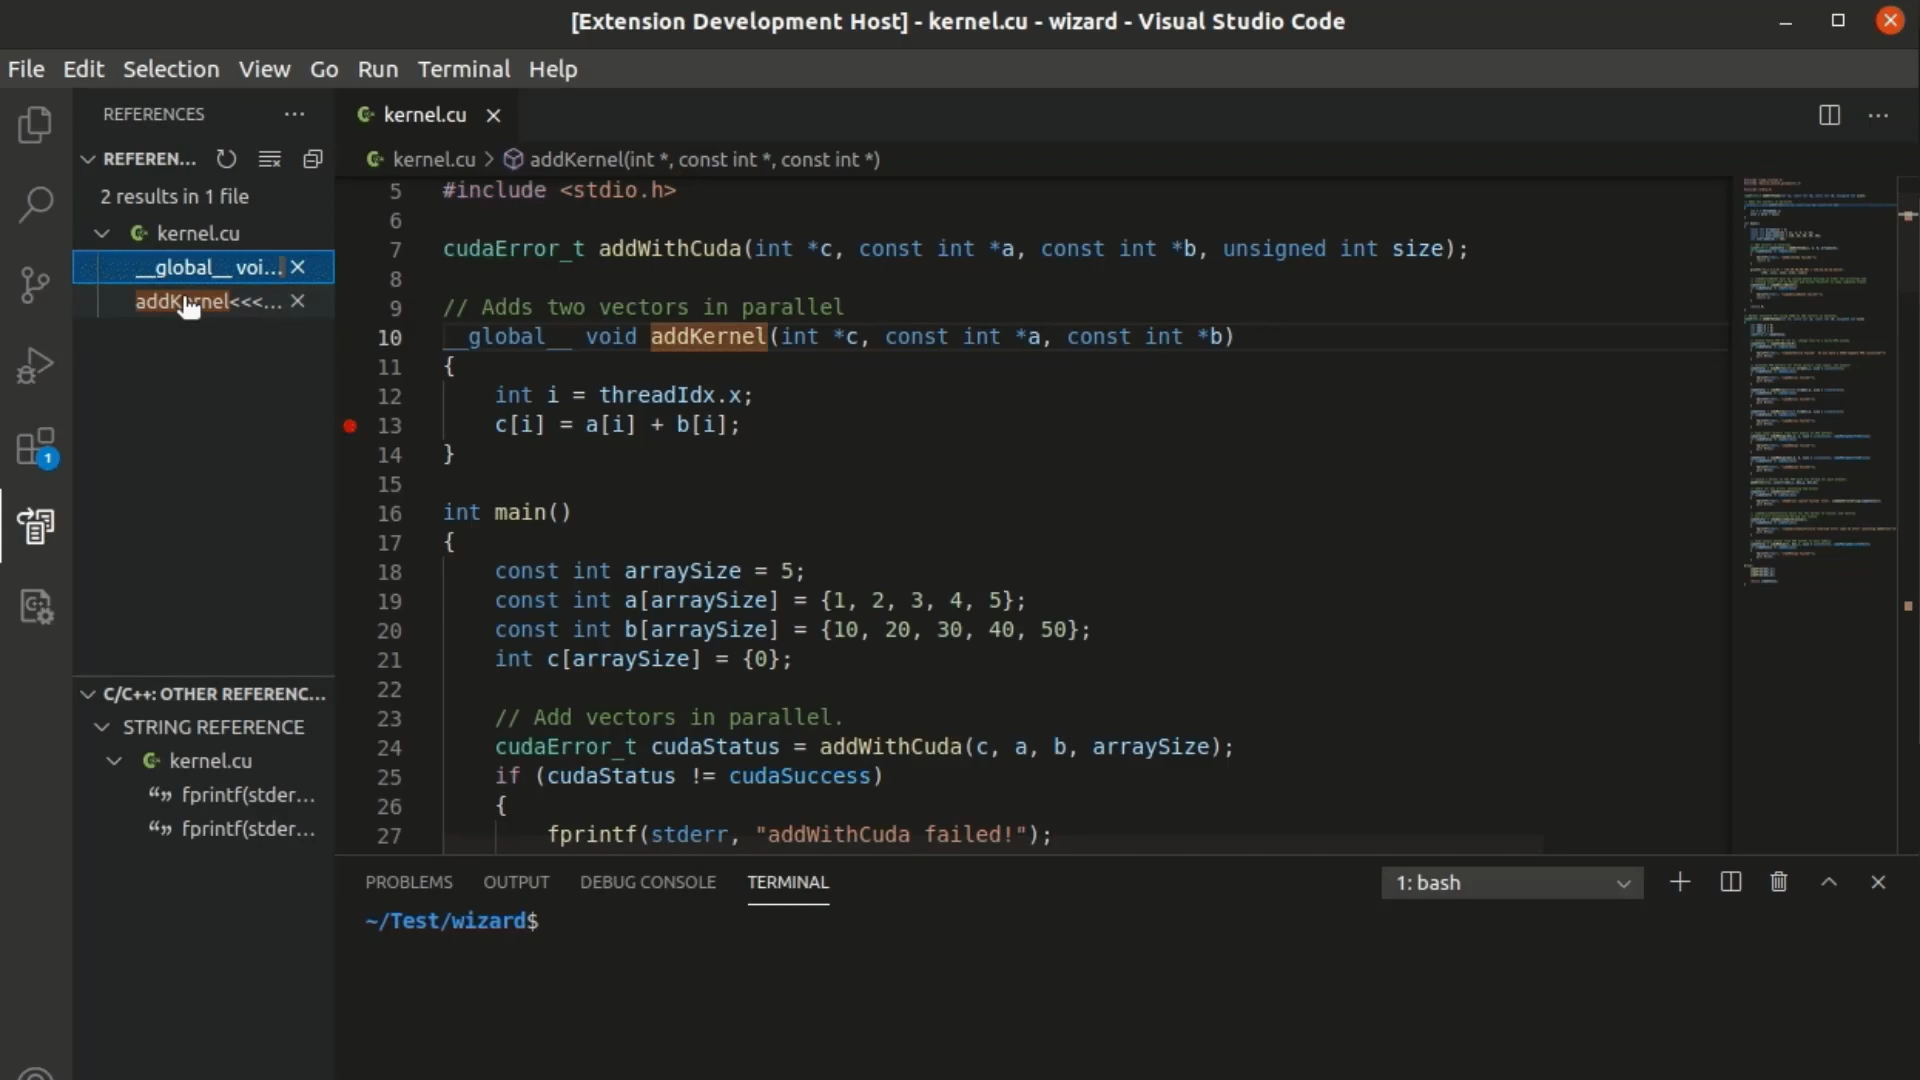 [Extension Development Host] - kernel.cu - wizard - Visual Studio Code
File Edit Selection View Go Run Terminal Help
REFERENCES
REFEREN...
2 results in 1 file
kernel.cu
__global__ voi...
addKernel<<<...
C/C++: OTHER REFERENC...
STRING REFERENCE
kernel.cu
“” fprintf(stder...
“” fprintf(stder...
1
kernel.cu
kernel.cu > addKernel(int *, const int *, const int *)
5 #include <stdio.h>
6
7 cudaError_t addWithCuda(int *c, const int *a, const int *b, unsigned int size);
8
9 // Adds two vectors in parallel
10 __global__ void addKernel(int *c, const int *a, const int *b)
11 {
12     int i = threadIdx.x;
13     c[i] = a[i] + b[i];
14 }
15
16 int main()
17 {
18     const int arraySize = 5;
19     const int a[arraySize] = {1, 2, 3, 4, 5};
20     const int b[arraySize] = {10, 20, 30, 40, 50};
21     int c[arraySize] = {0};
22
23     // Add vectors in parallel.
24     cudaError_t cudaStatus = addWithCuda(c, a, b, arraySize);
25     if (cudaStatus != cudaSuccess)
26     {
27         fprintf(stderr, "addWithCuda failed!");
PROBLEMS OUTPUT DEBUG CONSOLE TERMINAL 1: bash
~/Test/wizard$